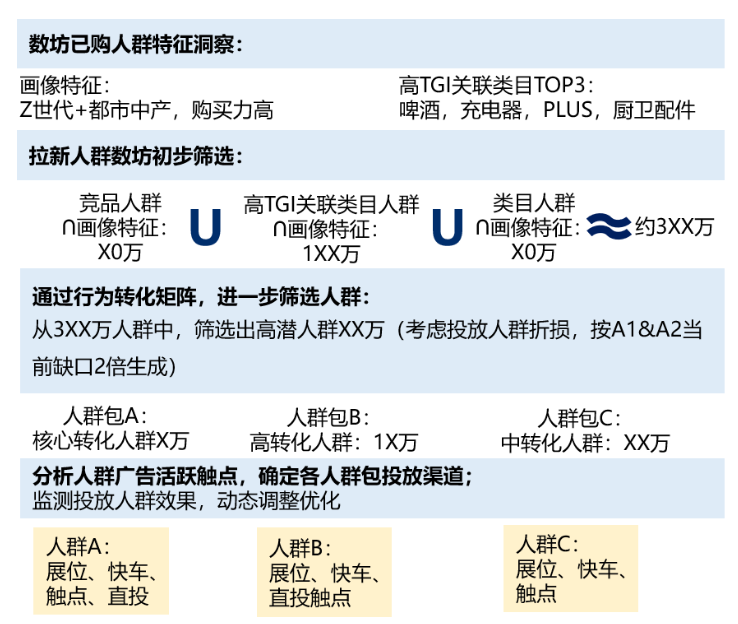 数坊已购人群特征洞察：
画像特征：
Z世代+都市中产，购买力高
高TGI关联类目TOP3：
啤酒，充电器，PLUS，厨卫配件
拉新人群数坊初步筛选：
竞品人群
∩画像特征：
X0万
U
高TGI关联类目人群
∩画像特征：
1XX万
U
类目人群
∩画像特征：
X0万
≈
约3XX万
通过行为转化矩阵，进一步筛选人群：
从3XX万人群中，筛选出高潜人群XX万（考虑投放人群折损，按A1&A2当
前缺口2倍生成）
人群包A：
核心转化人群X万
人群包B：
高转化人群：1X万
人群包C：
中转化人群：XX万
分析人群广告活跃触点，确定各人群包投放渠道；
监测投放人群效果，动态调整优化
人群A：
展位、快车、
触点、直投
人群B：
展位、快车、
直投触点
人群C：
展位、快车、
触点